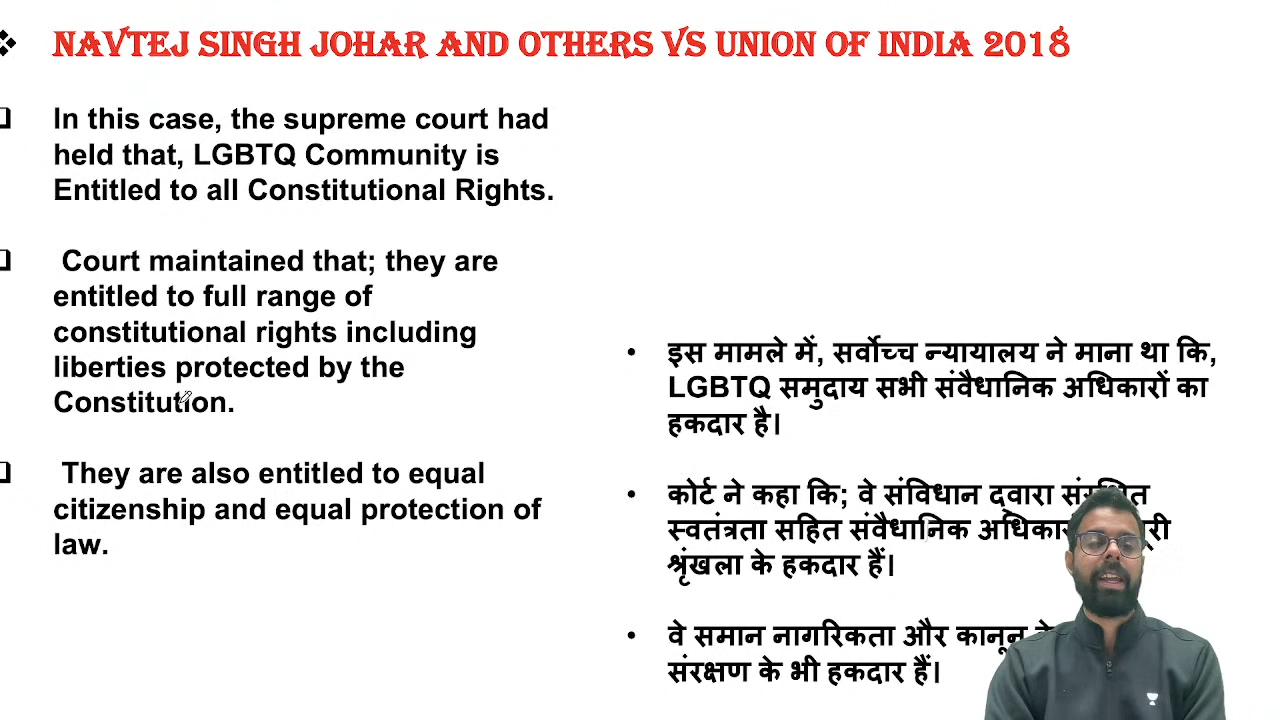 NAVTEJ SINGH JOHAR AND OTHERS VS UNION OF INDIA 2018
In this case, the supreme court had
held that, LGBTQ Community is
Entitled to all Constitutional Rights.
Court maintained that; they are
entitled to full range of
constitutional rights including
liberties protected by the
Constitution.
They are also entitled to equal
citizenship and equal protection of
law.
इस मामले में, सर्वोच्च न्यायालय ने माना था कि,
LGBTQ समुदाय सभी संवैधानिक अधिकारों का
हकदार है।
कोर्ट ने कहा कि; वे संविधान द्वारा संरक्षित
स्वतंत्रता सहित संवैधानिक
श्रृंखला के हकदार हैं।
वे समान नागरिकता और कानून
संरक्षण के भी हकदार हैं।